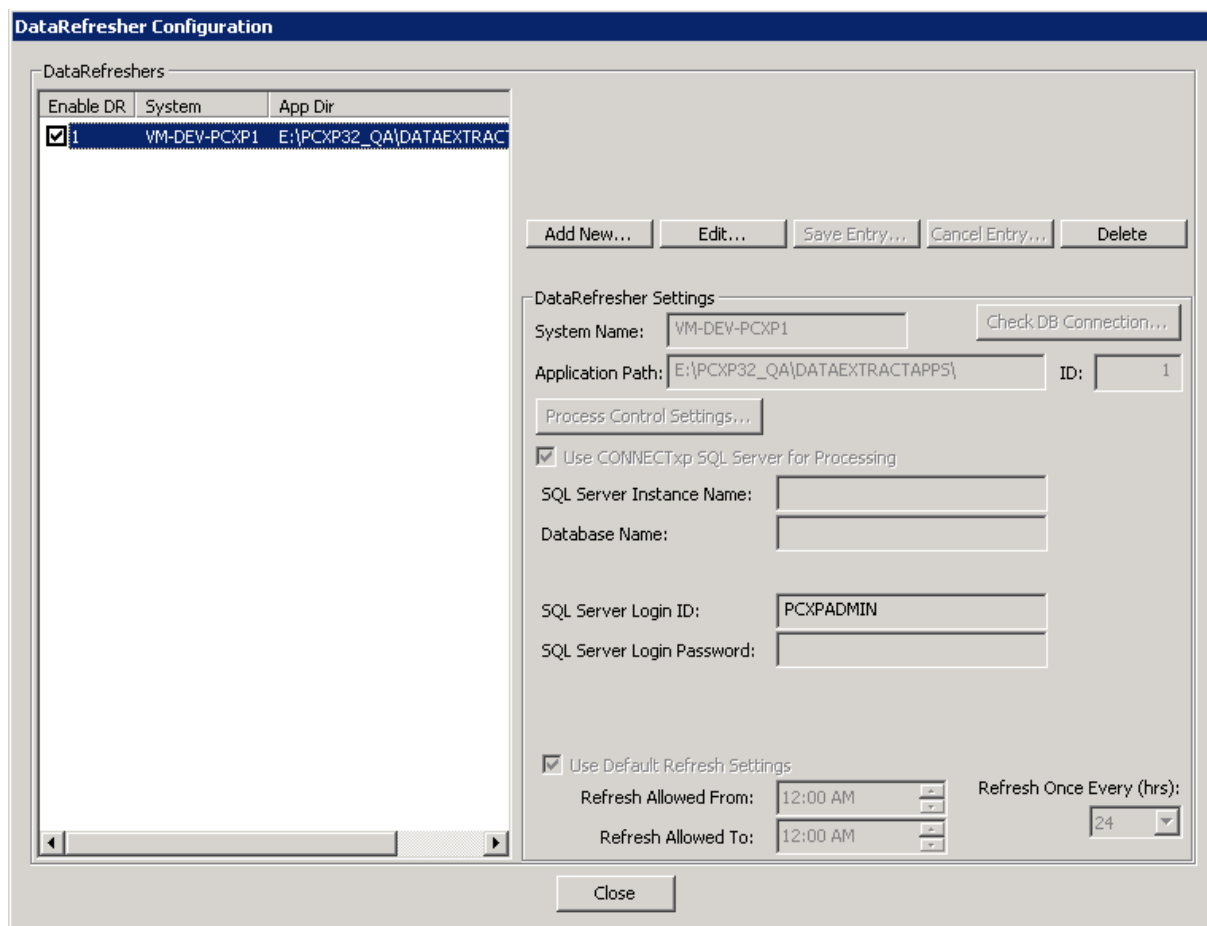 DataRefresher Configuration
DataRefreshers
Enable DR System App Dir
1 VM-DEV-PCXP1 E:\PCXP32_QA\DATAEXTRACT
Add New... Edit... Save Entry... Cancel Entry... Delete
DataRefresher Settings
System Name: VM-DEV-PCXP1 Check DB Connection...
Application Path: E:\PCXP32_QA\DATAEXTRACTAPPS\ ID: 1
Process Control Settings...
Use CONNECTxp SQL Server for Processing
SQL Server Instance Name:
Database Name:
SQL Server Login ID: PCXPADMIN
SQL Server Login Password:
Use Default Refresh Settings
Refresh Allowed From: 12:00 AM Refresh Once Every (hrs):
24
Refresh Allowed To: 12:00 AM
Close